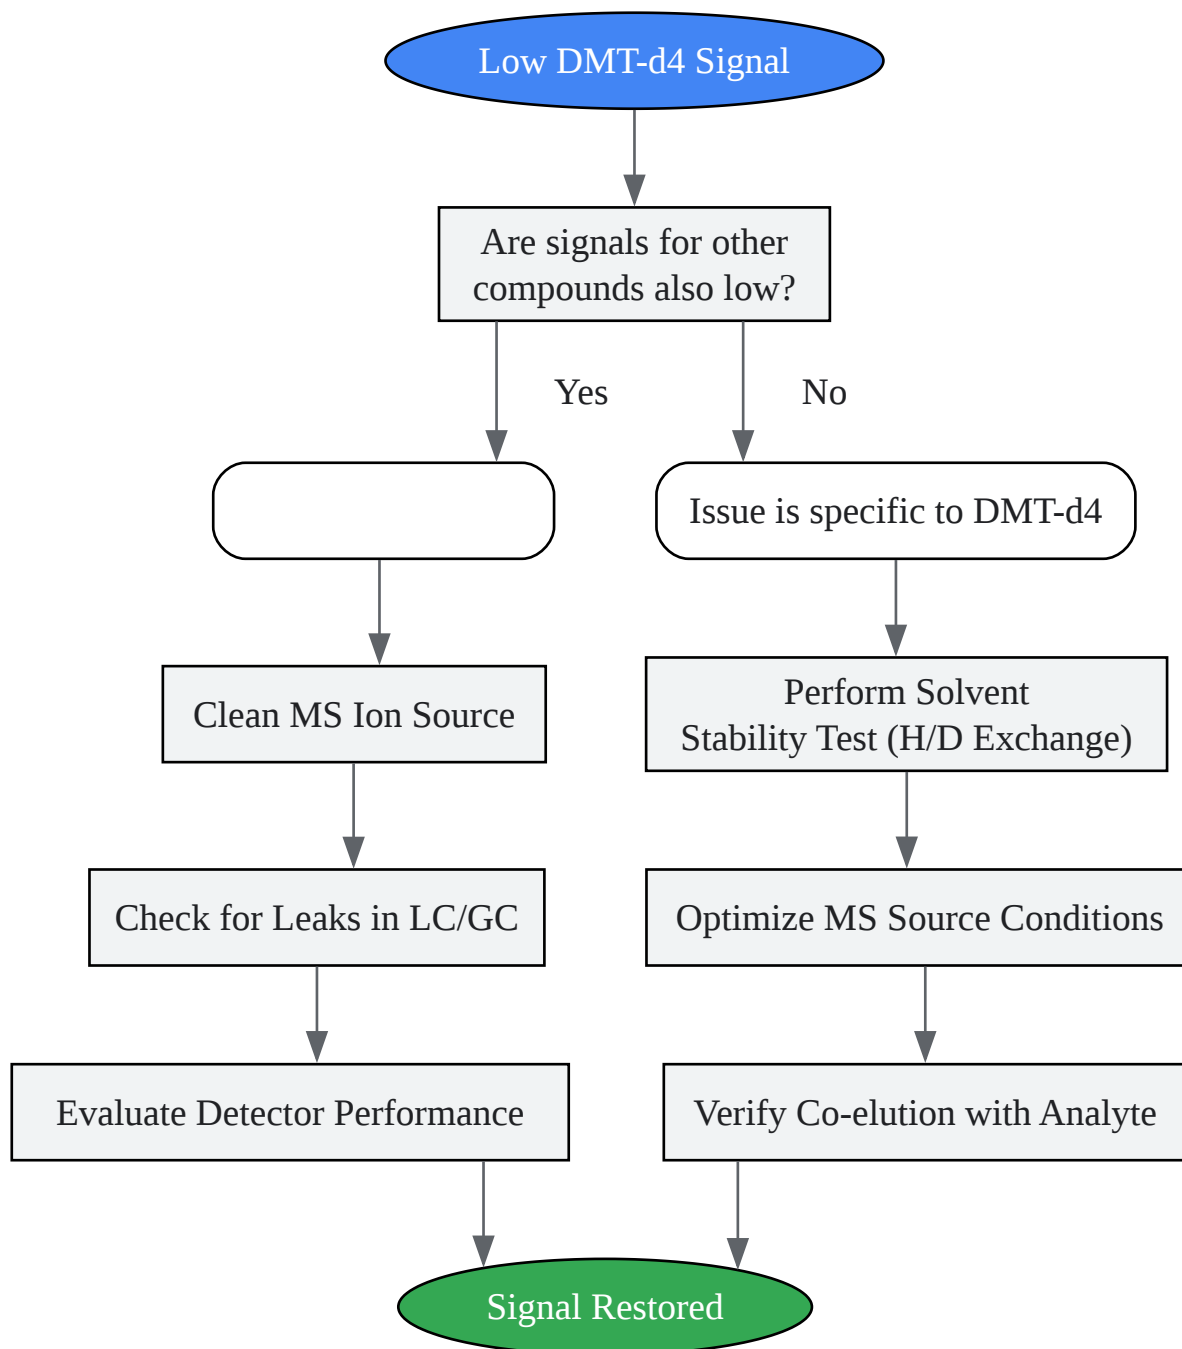 Low DMT-d4 Signal
Are signals for other
compounds also low?
Yes
No
Issue is specific to DMT-d4
Clean MS Ion Source
Perform Solvent
Stability Test (H/D Exchange)
Check for Leaks in LC/GC
Optimize MS Source Conditions
Evaluate Detector Performance
Verify Co-elution with Analyte
Signal Restored